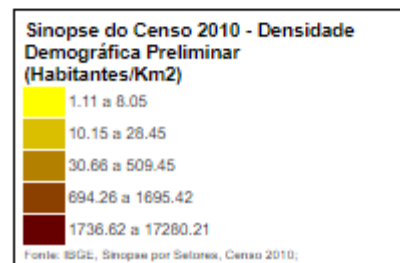 Sinopse do Censo 2010 - Densidade
Demográfica Preliminar
(Habitantes/Km2)
1.11 a 8.05
10.15 a 28.45
30.66 a 509.45
694.26 a 1695.42
1736.62 a 17280.21
Fonte: IBGE, Sinopse por Setores, Censo 2010;